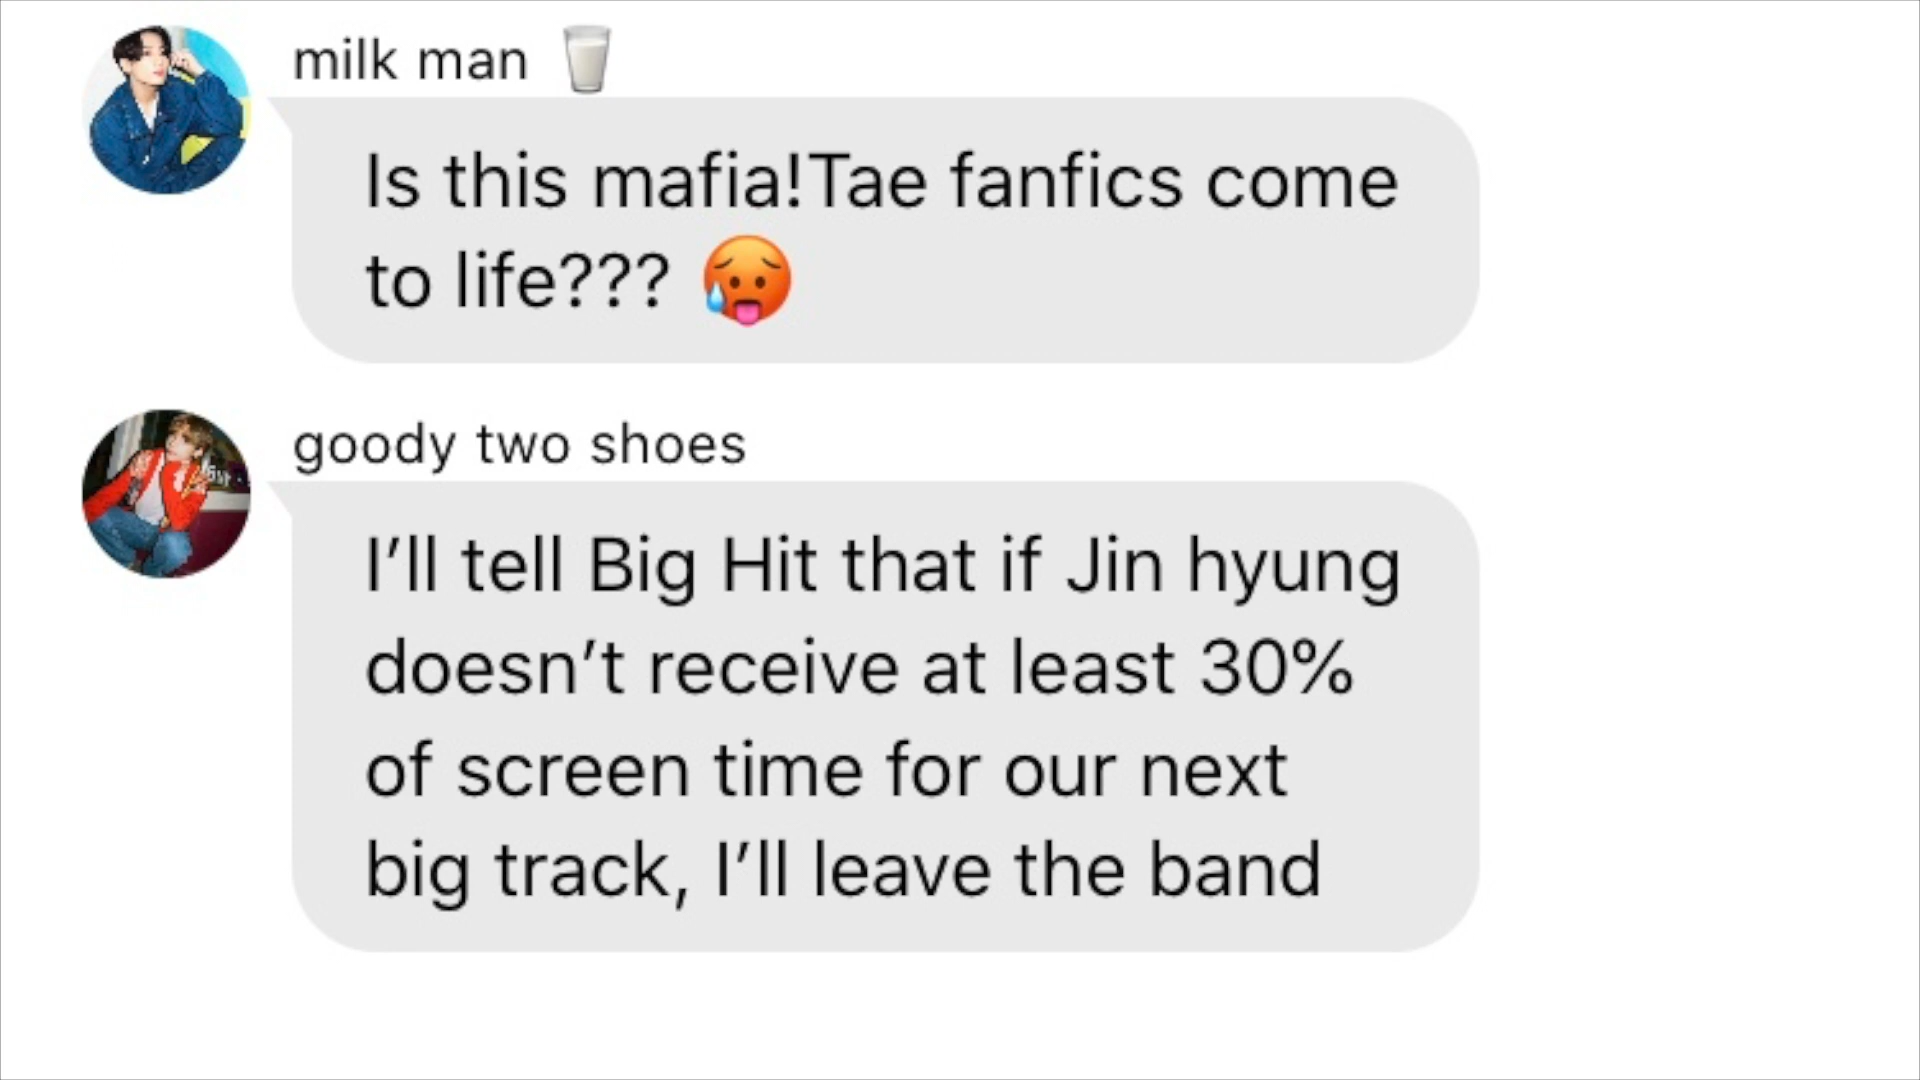 milk man 🥛
Is this mafia!Tae fanfics come
to life??? 🥵
goody two shoes
I’ll tell Big Hit that if Jin hyung
doesn’t receive at least 30%
of screen time for our next
big track, I’ll leave the band